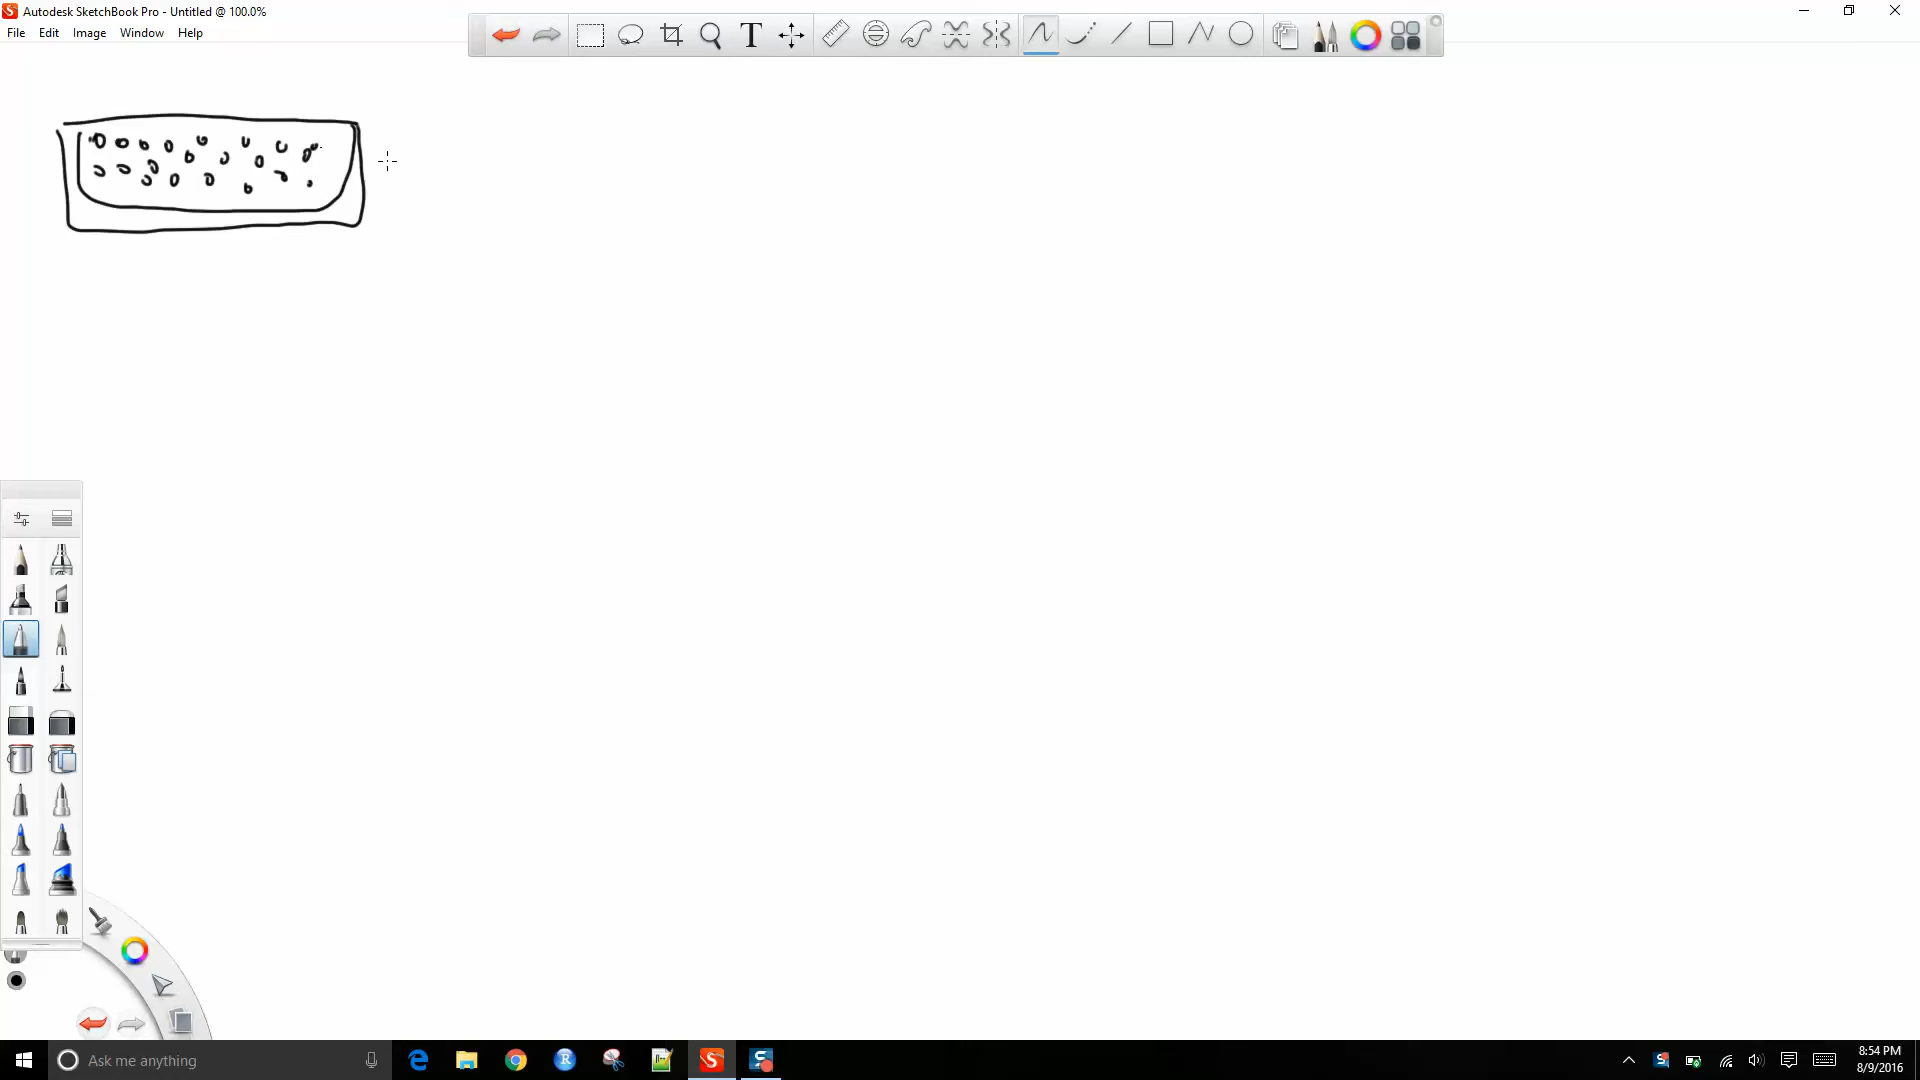 Autodesk SketchBook Pro - Untitled @ 100.0%
File Edit Image Window Help
T
Ask me anything
8:54 PM
8/9/2016